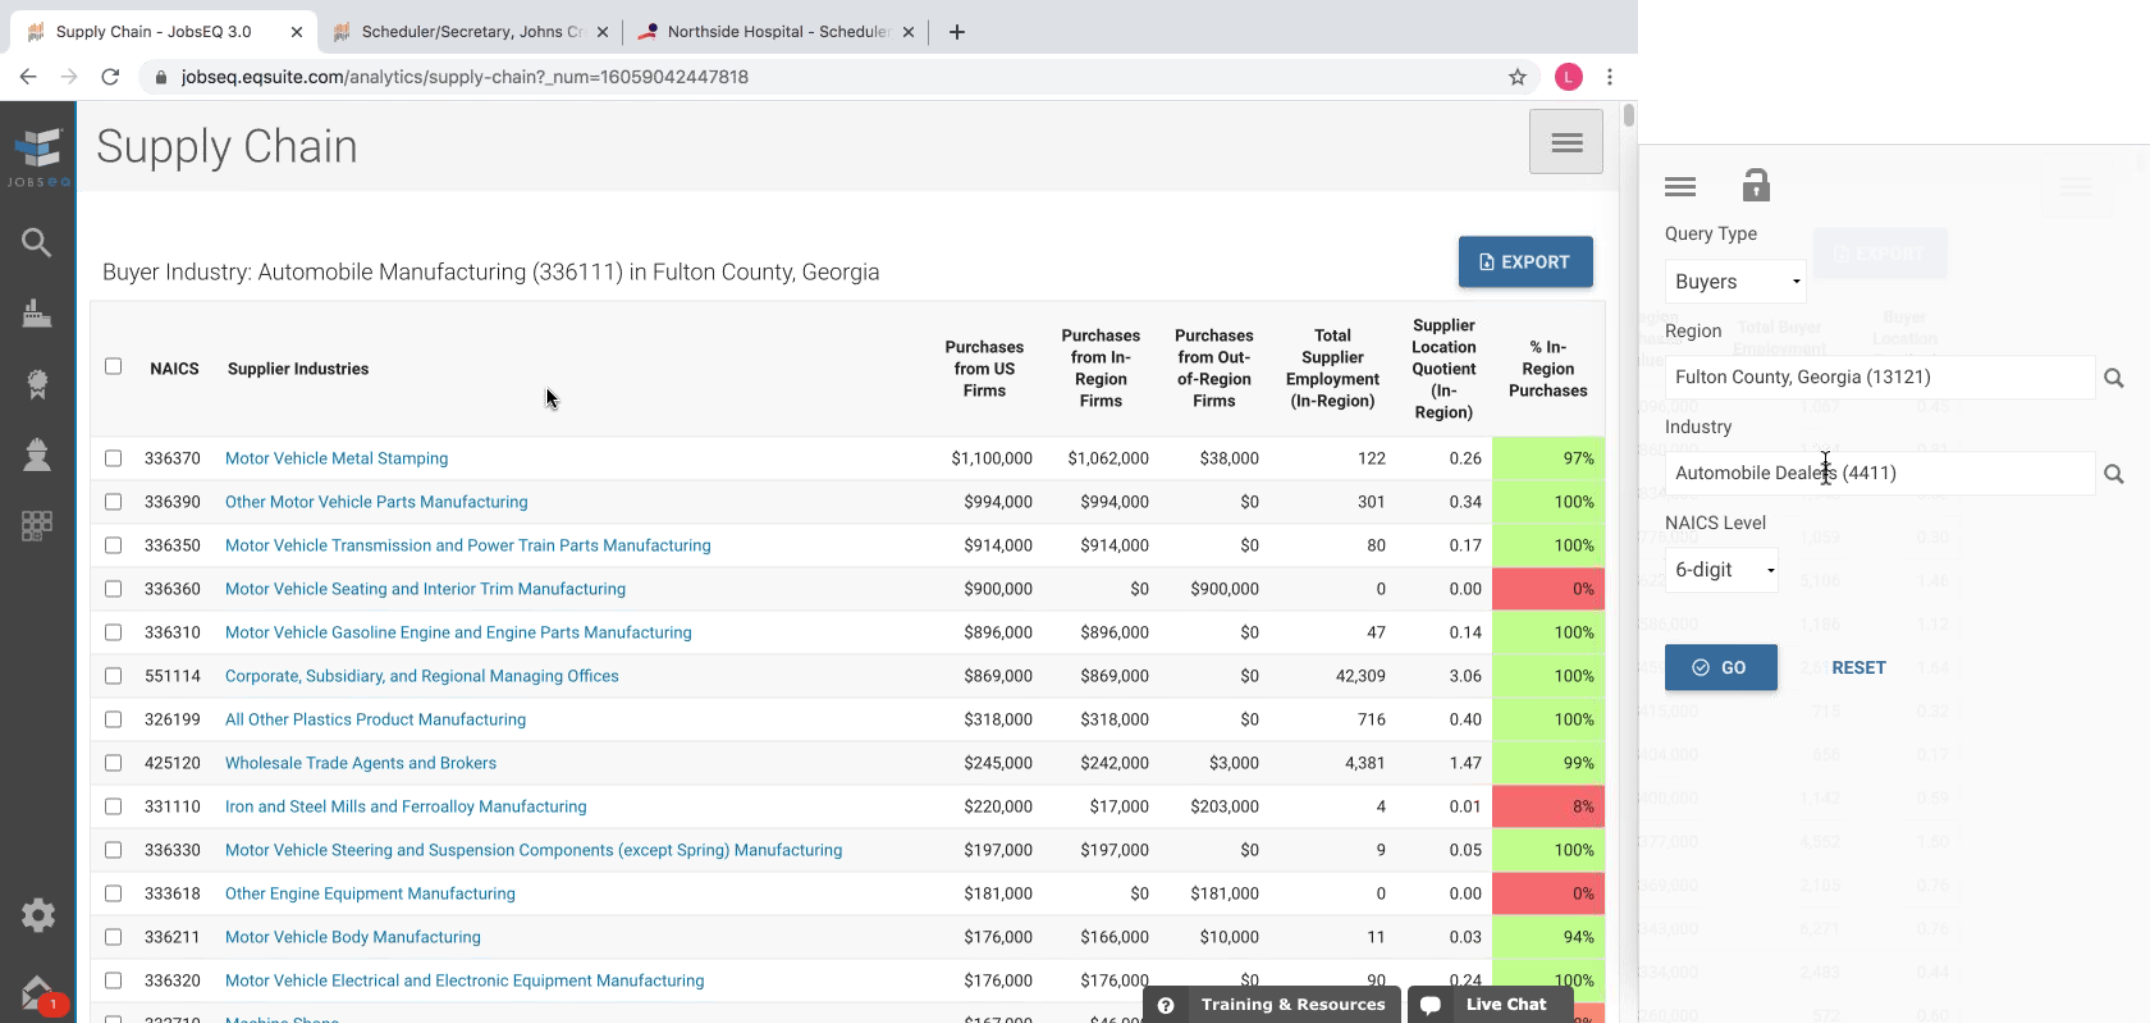 Supply Chain - JobsEQ 3.0
Scheduler/Secretary, Johns Cr
Northside Hospital - Scheduler
L
jobseq.eqsuite.com/analytics/supply-chain?_num=16059042447818
JOBSEQ
Supply Chain
Buyer Industry: Automobile Manufacturing (336111) in Fulton County, Georgia
EXPORT
NAICS Supplier Industries Purchases from US Firms Purchases from In-Region Firms Purchases from Out-of-Region Firms Total Supplier Employment (In-Region) Supplier Location Quotient (In-Region) % In-Region Purchases
336370 Motor Vehicle Metal Stamping $1,100,000 $1,062,000 $38,000 122 0.26 97%
336390 Other Motor Vehicle Parts Manufacturing $994,000 $994,000 $0 301 0.34 100%
336350 Motor Vehicle Transmission and Power Train Parts Manufacturing $914,000 $914,000 $0 80 0.17 100%
336360 Motor Vehicle Seating and Interior Trim Manufacturing $900,000 $0 $900,000 0 0.00 0%
336310 Motor Vehicle Gasoline Engine and Engine Parts Manufacturing $896,000 $896,000 $0 47 0.14 100%
551114 Corporate, Subsidiary, and Regional Managing Offices $869,000 $869,000 $0 42,309 3.06 100%
326199 All Other Plastics Product Manufacturing $318,000 $318,000 $0 716 0.40 100%
425120 Wholesale Trade Agents and Brokers $245,000 $242,000 $3,000 4,381 1.47 99%
331110 Iron and Steel Mills and Ferroalloy Manufacturing $220,000 $17,000 $203,000 4 0.01 8%
336330 Motor Vehicle Steering and Suspension Components (except Spring) Manufacturing $197,000 $197,000 $0 9 0.05 100%
333618 Other Engine Equipment Manufacturing $181,000 $0 $181,000 0 0.00 0%
336211 Motor Vehicle Body Manufacturing $176,000 $166,000 $10,000 11 0.03 94%
336320 Motor Vehicle Electrical and Electronic Equipment Manufacturing $176,000 $176,000 $0 90 0.24 100%
1
Training & Resources
Live Chat
Query Type
Buyers
EXPORT
Region
Fulton County, Georgia (13121)
Industry
Automobile Dealers (4411)
NAICS Level
6-digit
GO
RESET